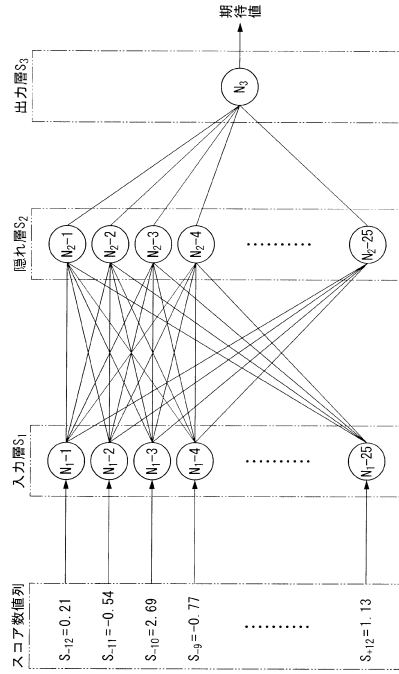 スコア数値列
S₋₁₂=0.21
S₋₁₁=-0.54
S₋₁₀=2.69
S₋₉=-0.77
..........
S₊₁₂=1.13
入力層S₁
N₁-1
N₁-2
N₁-3
N₁-4
..........
N₁-25
隠れ層S₂
N₂-1
N₂-2
N₂-3
N₂-4
..........
N₂-25
出力層S₃
N₃
期待値